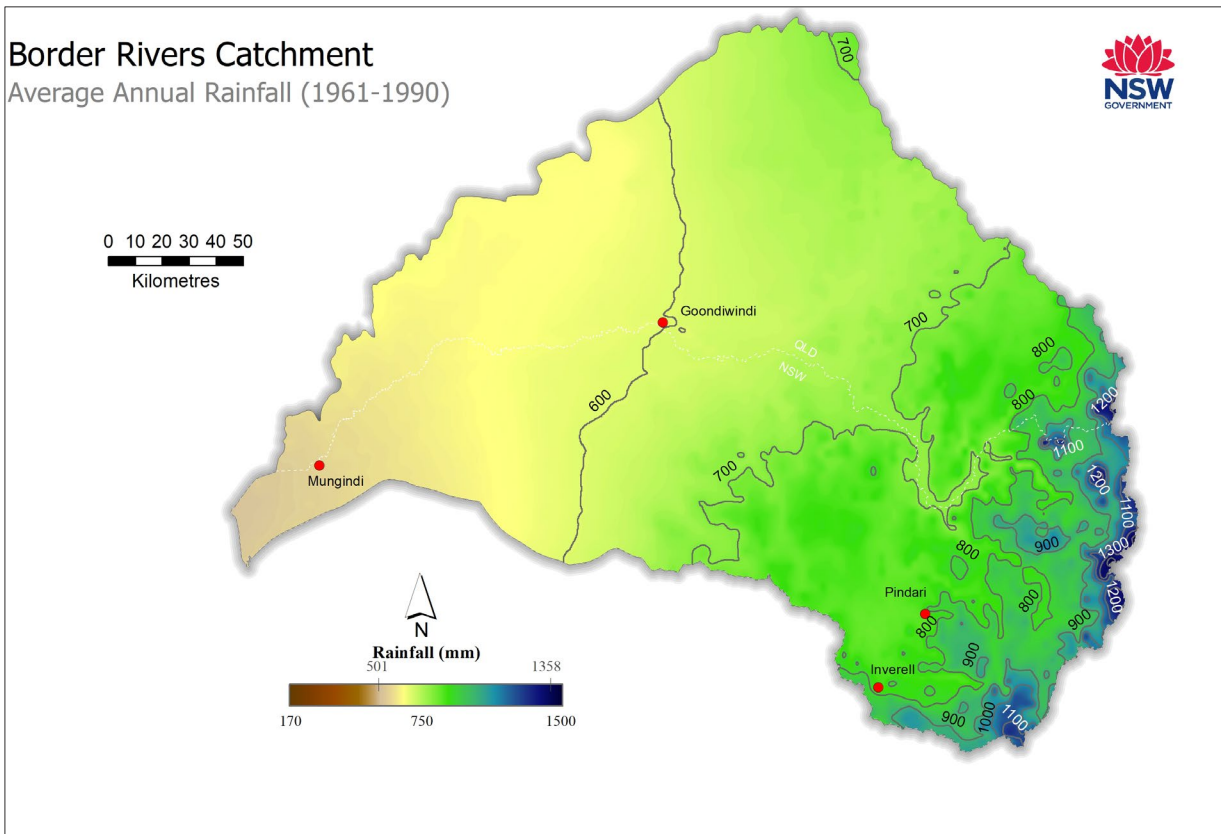 Border Rivers Catchment
Average Annual Rainfall (1961-1990)
NSW
GOVERNMENT
700
0 10 20 30 40 50
Kilometres
Goondiwindi
700
QLD
NSW
800
600
800
1200
1100
700
Mungindi
1200
1100
900
800
1300
Pindari
800
1200
800
900
N
Rainfall (mm)
900
Inverell
501 1358
170 750 1500
900
1000
1100